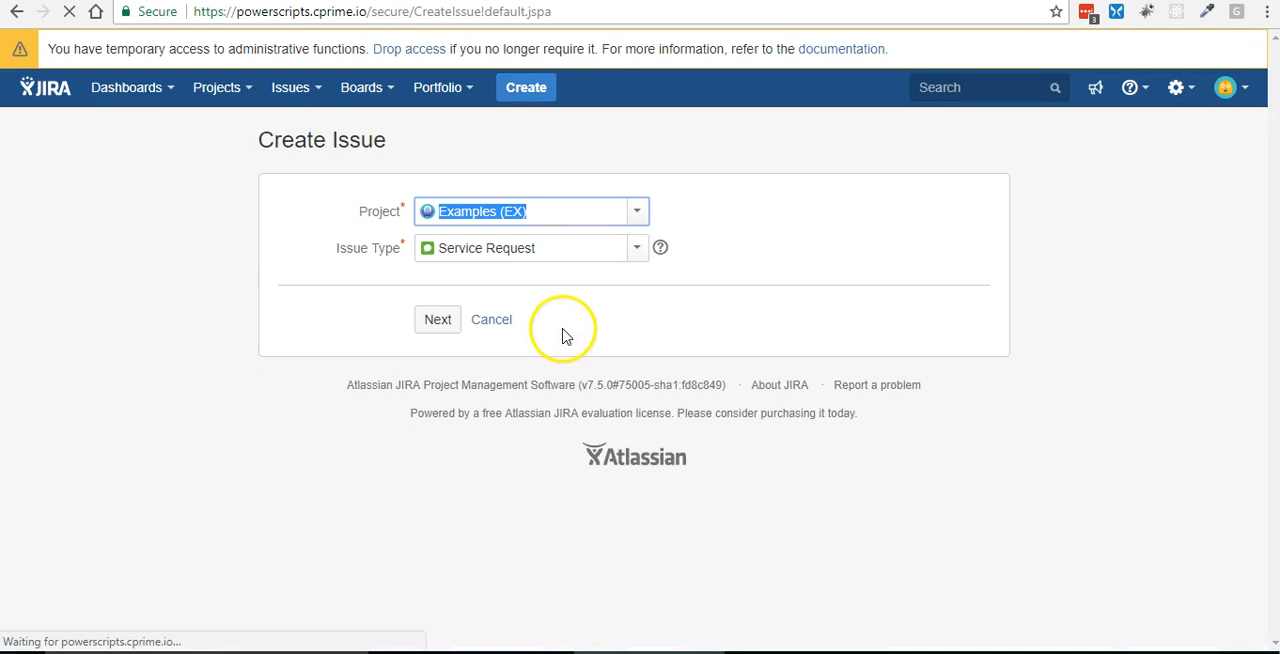 Secure https://powerscripts.cprime.io/secure/CreateIssue!default.jspa
3
G
You have temporary access to administrative functions. Drop access if you no longer require it. For more information, refer to the documentation.
JIRA Dashboards Projects Issues Boards Portfolio Create Search
Create Issue
Project* Examples (EX)
Issue Type* Service Request
Next Cancel
Atlassian JIRA Project Management Software (v7.5.0#75005-sha1:fd8c849) · About JIRA · Report a problem
Powered by a free Atlassian JIRA evaluation license. Please consider purchasing it today.
Atlassian
Waiting for powerscripts.cprime.io...